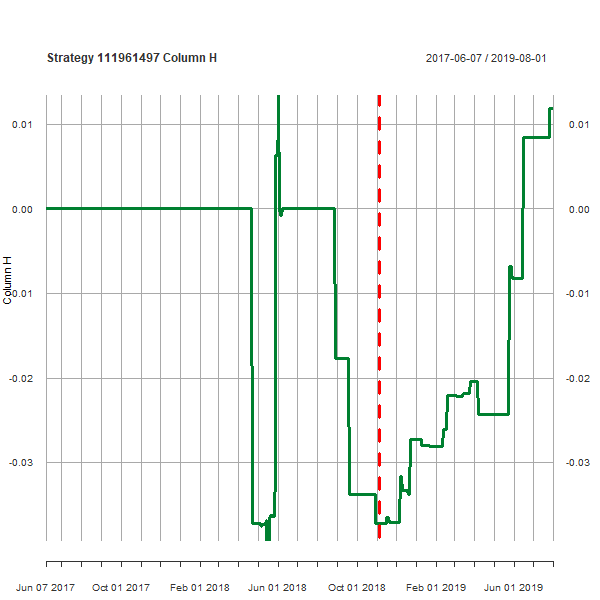 Strategy 111961497 Column H
2017-06-07 / 2019-08-01
0.01
0.01
0.00
0.00
-0.01
-0.01
-0.02
-0.02
-0.03
-0.03
Column H
Jun 07 2017
Oct 01 2017
Feb 01 2018
Jun 01 2018
Oct 01 2018
Feb 01 2019
Jun 01 2019